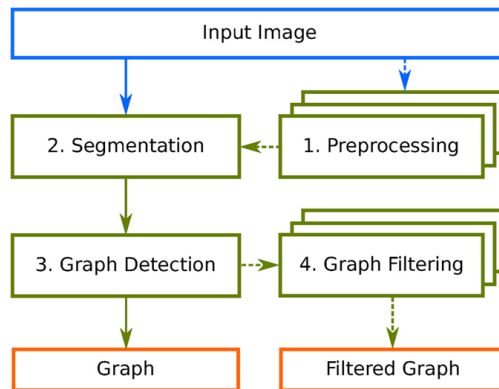 Input Image
2. Segmentation
1. Preprocessing
3. Graph Detection
4. Graph Filtering
Graph
Filtered Graph